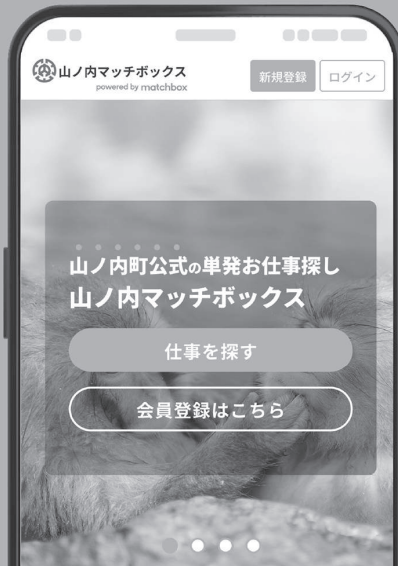 山ノ内マッチボックス
powered by matchbox
新規登録
ログイン
山ノ内町公式の単発お仕事探し
山ノ内マッチボックス
仕事を探す
会員登録はこちら